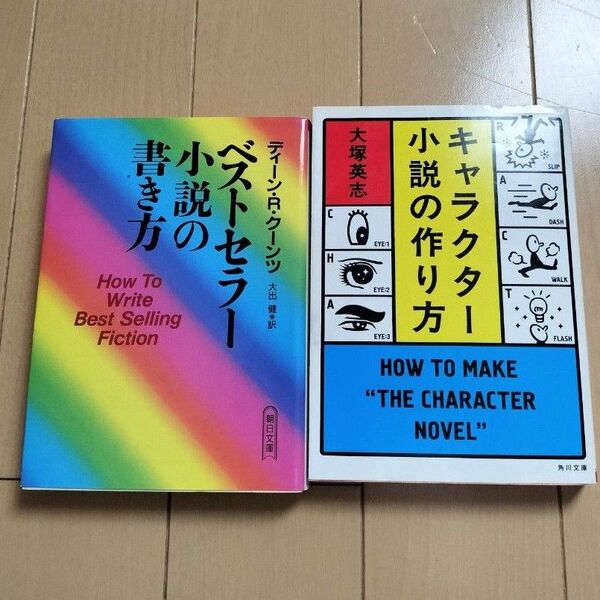 ディーン・R・クーンツ
ベストセラー
小説の
書き方
大出 健＊訳
How To
Write
Best Selling
Fiction
朝日文庫
キャラクター
小説の作り方
大塚英志
C
EYE:1
H
EYE:2
A
EYE:3
R
SLIP
A
DASH
C
WALK
T
FLASH
HOW TO MAKE
“THE CHARACTER
NOVEL”
角川文庫